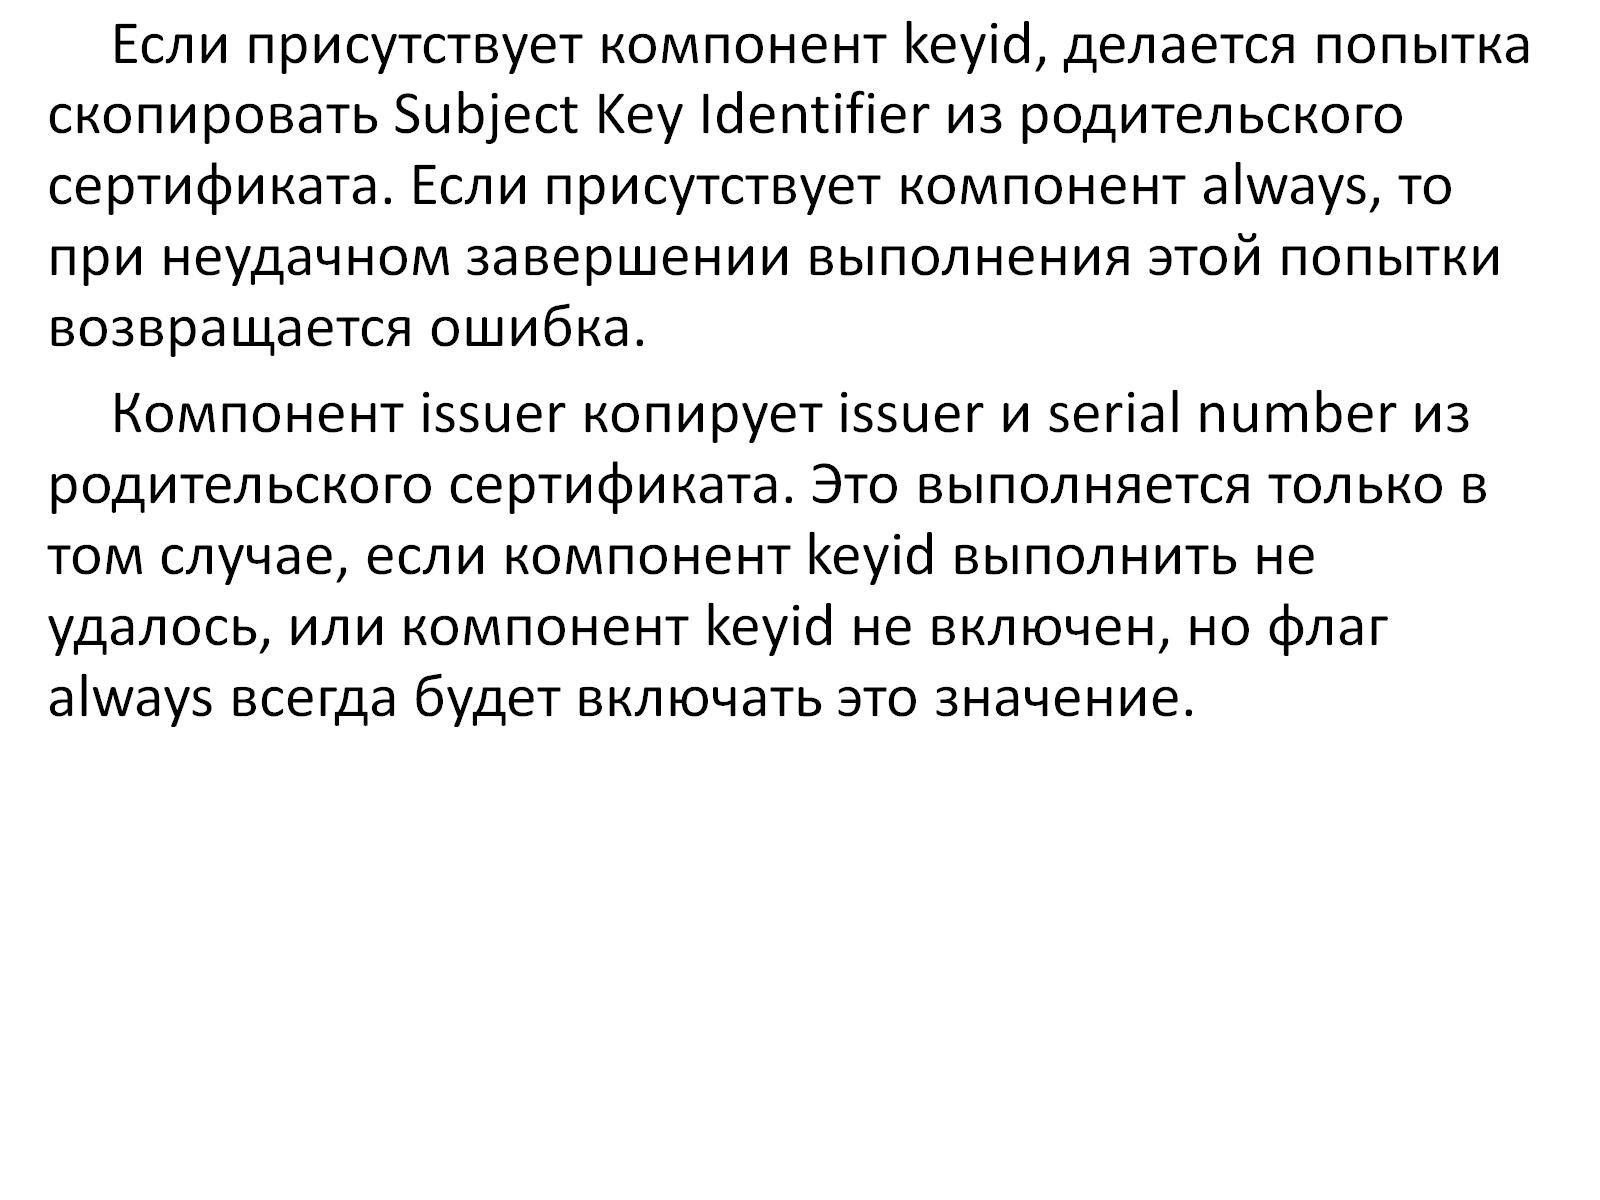 Если присутствует компонент keyid, делается попытка
скопировать Subject Key Identifier из родительского
сертификата. Если присутствует компонент always, то
при неудачном завершении выполнения этой попытки
возвращается ошибка.
Компонент issuer копирует issuer и serial number из
родительского сертификата. Это выполняется только в
том случае, если компонент keyid выполнить не
удалось, или компонент keyid не включен, но флаг
always всегда будет включать это значение.